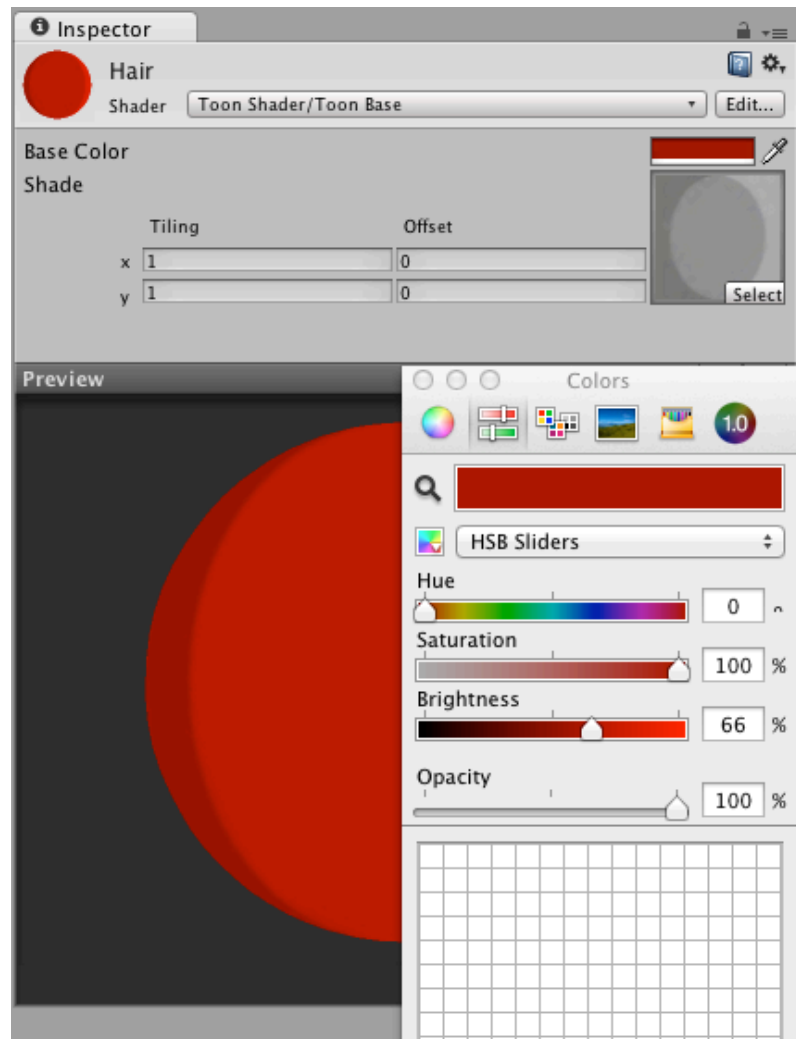 Inspector
Hair
Shader Toon Shader/Toon Base Edit...
Base Color
Shade
Tiling Offset
x 1 0
y 1 0
Select
Preview
Colors
1.0
HSB Sliders
Hue
0
Saturation
100 %
Brightness
66 %
Opacity
100 %